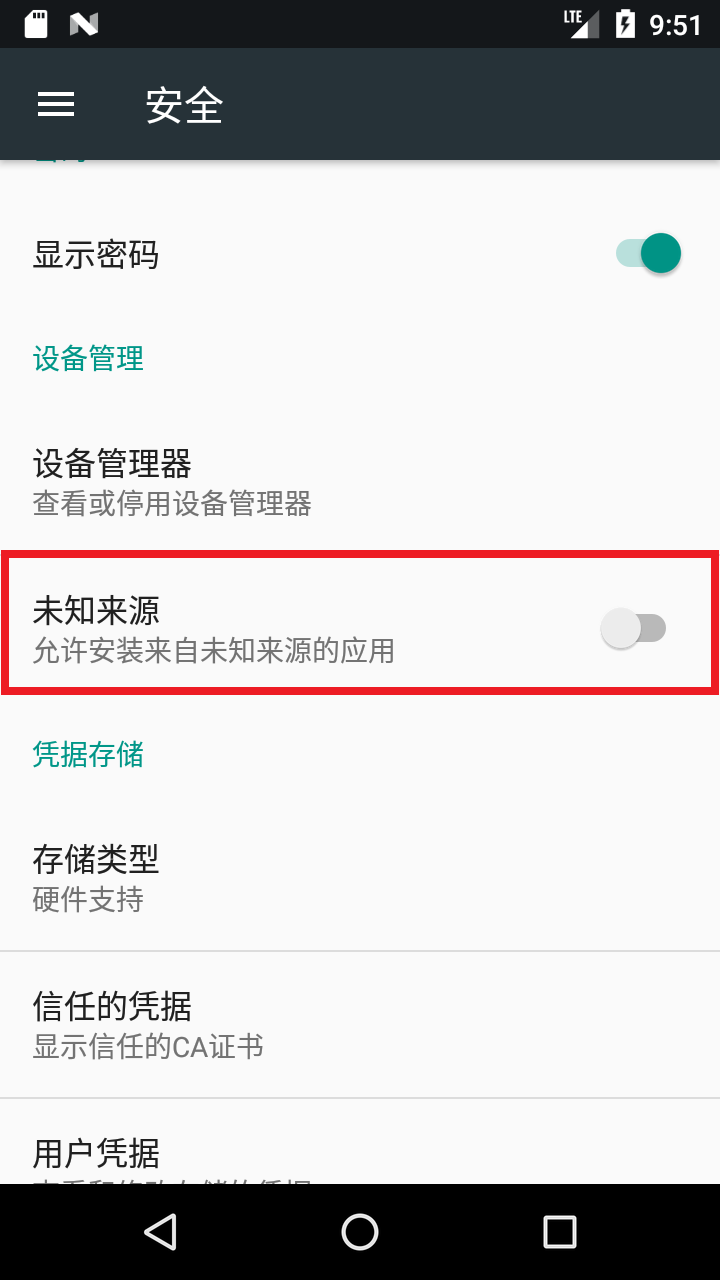 LTE 9:51
安全
显示密码
设备管理
设备管理器
查看或停用设备管理器
未知来源
允许安装来自未知来源的应用
凭据存储
存储类型
硬件支持
信任的凭据
显示信任的CA证书
用户凭据